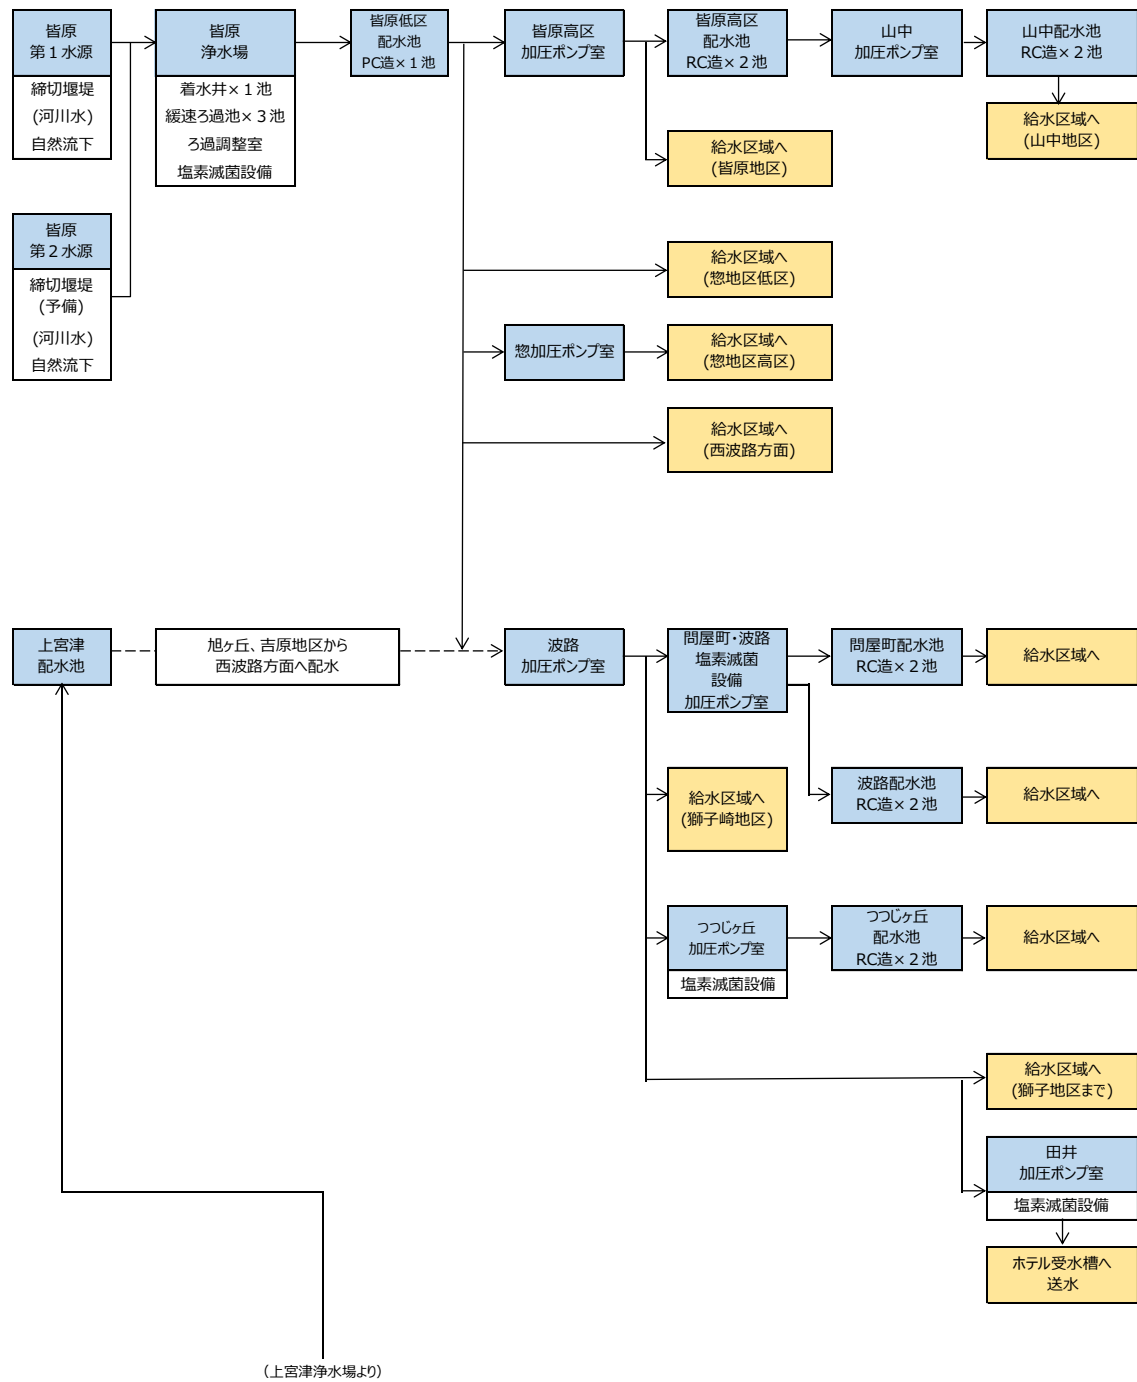 皆原
第1水源
締切堰堤
(河川水)
自然流下
皆原
浄水場
着水井×1池
緩速ろ過池×3池
ろ過調整室
塩素滅菌設備
皆原低区
配水池
PC造×1池
皆原高区
加圧ポンプ室
皆原高区
配水池
RC造×2池
山中
加圧ポンプ室
山中配水池
RC造×2池
給水区域へ
(山中地区)
給水区域へ
(皆原地区)
皆原
第2水源
締切堰堤
(予備)
(河川水)
自然流下
給水区域へ
(惣地区低区)
惣加圧ポンプ室
給水区域へ
(惣地区高区)
給水区域へ
(西波路方面)
上宮津
配水池
旭ヶ丘、吉原地区から
西波路方面へ配水
波路
加圧ポンプ室
問屋町・波路
塩素滅菌
設備
加圧ポンプ室
問屋町配水池
RC造×2池
給水区域へ
給水区域へ
(獅子崎地区)
波路配水池
RC造×2池
給水区域へ
つつじヶ丘
加圧ポンプ室
塩素滅菌設備
つつじヶ丘
配水池
RC造×2池
給水区域へ
給水区域へ
(獅子地区まで)
田井
加圧ポンプ室
塩素滅菌設備
ホテル受水槽へ
送水
(上宮津浄水場より)